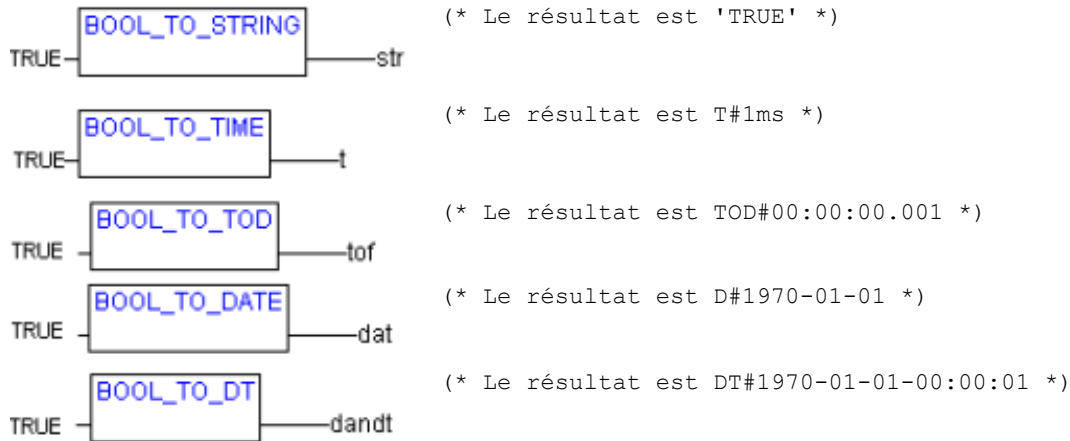 BOOL_TO_STRING (* Le résultat est 'TRUE' *)
TRUE str
BOOL_TO_TIME (* Le résultat est T#1ms *)
TRUE t
BOOL_TO_TOD (* Le résultat est TOD#00:00:00.001 *)
TRUE tof
BOOL_TO_DATE (* Le résultat est D#1970-01-01 *)
TRUE dat
BOOL_TO_DT (* Le résultat est DT#1970-01-01-00:00:01 *)
TRUE dandt